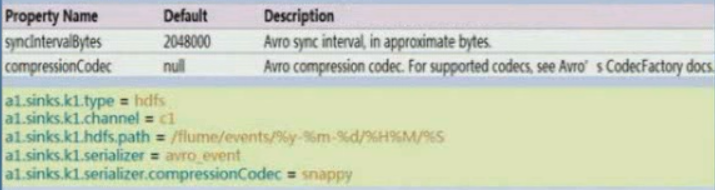 Property Name Default Description
syncIntervalBytes 2048000 Avro sync interval, in approximate bytes.
compressionCodec null Avro compression codec. For supported codecs, see Avro’ s CodecFactory docs.
a1.sinks.k1.type = hdfs
a1.sinks.k1.channel = c1
a1.sinks.k1.hdfs.path = /flume/events/%y-%m-%d/%H%M/%S
a1.sinks.k1.serializer = avro_event
a1.sinks.k1.serializer.compressionCodec = snappy